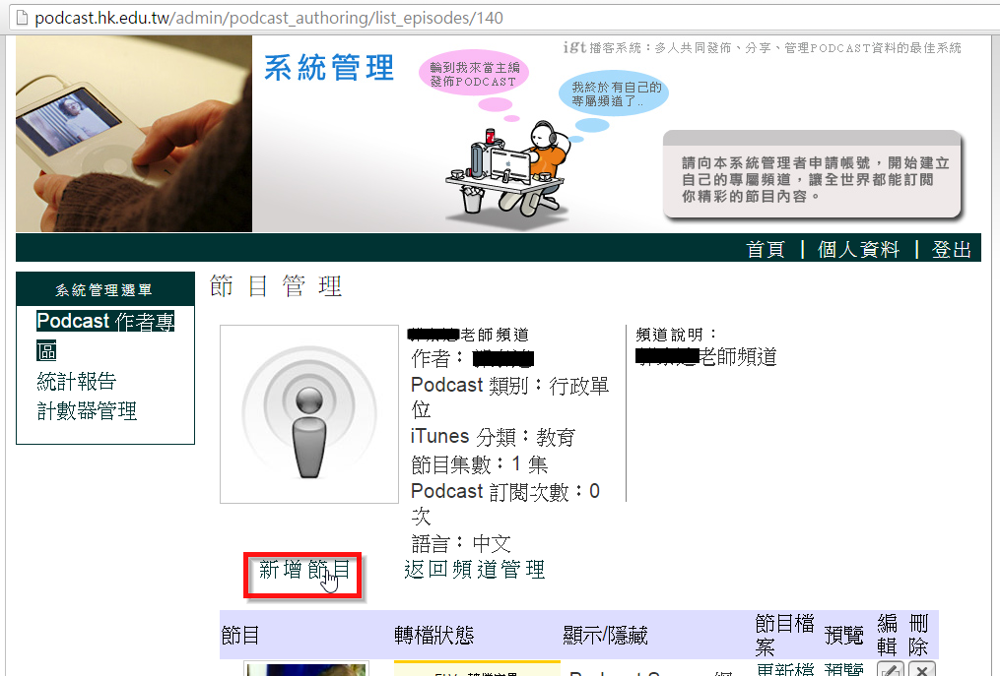 podcast.hk.edu.tw/admin/podcast_authoring/list_episodes/140
igt 播客系統：多人共同發佈、分享、管理PODCAST資料的最佳系統
系統管理
輪到我來當主編
發佈PODCAST
我終於有自己的
專屬頻道了..
請向本系統管理者申請帳號，開始建立
自己的專屬頻道，讓全世界都能訂閱
你精彩的節目內容。
首頁 | 個人資料 | 登出
系統管理選單
Podcast 作者專
區
統計報告
計數器管理
節目管理
老師頻道
作者：
Podcast 類別：行政單
位
iTunes 分類：教育
節目集數：1 集
Podcast 訂閱次數：0
次
語言：中文
頻道說明：
老師頻道
新增節目
返回頻道管理
節目 轉檔狀態 顯示/隱藏 節目檔
案 預覽 編
輯 刪
除
更新檔 預覽